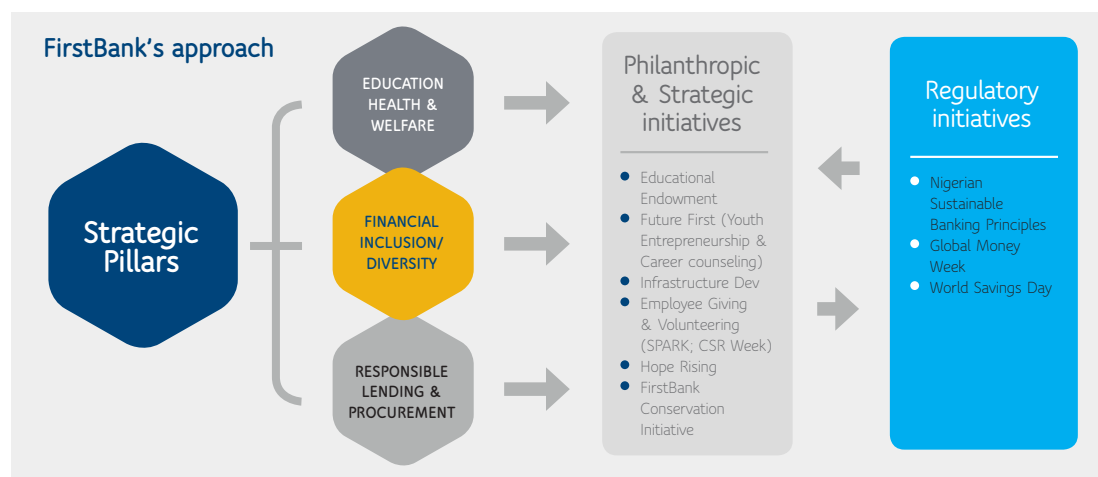 FirstBank's approach
Strategic
Pillars
EDUCATION
HEALTH &
WELFARE
FINANCIAL
INCLUSION/
DIVERSITY
RESPONSIBLE
LENDING &
PROCUREMENT
Philanthropic
& Strategic
initiatives
Educational
Endowment
Future First (Youth
Entrepreneurship &
Career counseling)
Infrastructure Dev
Employee Giving
& Volunteering
(SPARK; CSR Week)
Hope Rising
FirstBank
Conservation
Initiative
Regulatory
initiatives
Nigerian
Sustainable
Banking Principles
Global Money
Week
World Savings Day